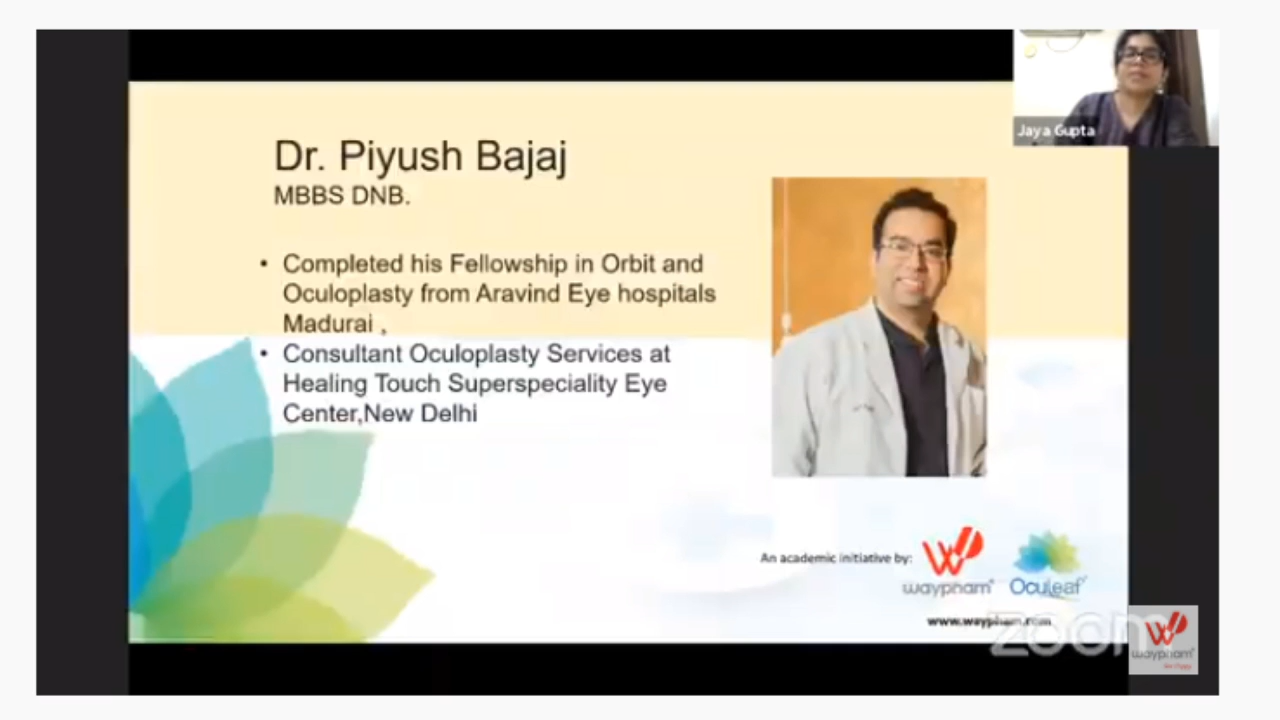 Jaya Gupta
Dr. Piyush Bajaj
MBBS DNB.
• Completed his Fellowship in Orbit and
Oculoplasty from Aravind Eye hospitals
Madurai ,
• Consultant Oculoplasty Services at
Healing Touch Superspeciality Eye
Center,New Delhi
An academic initiative by:
waypham
Oculeaf
www.waypham.com
zoom
waypham